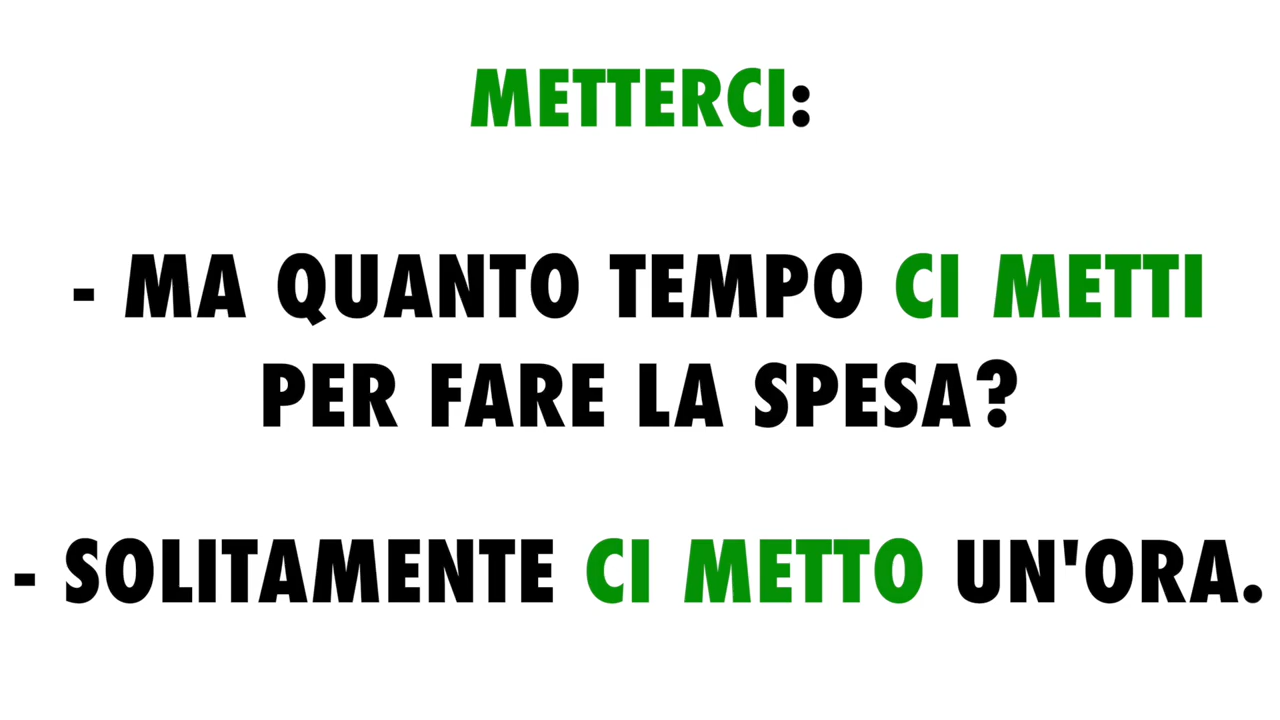 METTERCI:
- MA QUANTO TEMPO CI METTI
PER FARE LA SPESA?
- SOLITAMENTE CI METTO UN'ORA.